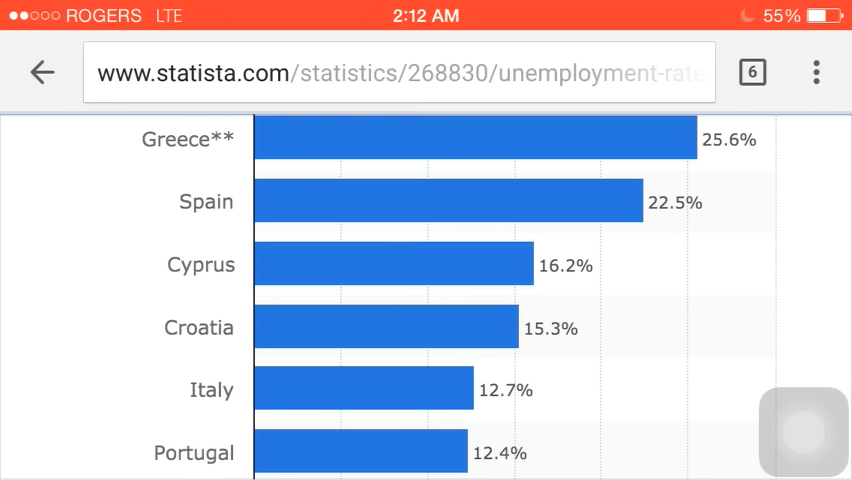 ROGERS LTE 2:12 AM 55%
www.statista.com/statistics/268830/unemployment-rate 6
Greece** 25.6%
Spain 22.5%
Cyprus 16.2%
Croatia 15.3%
Italy 12.7%
Portugal 12.4%